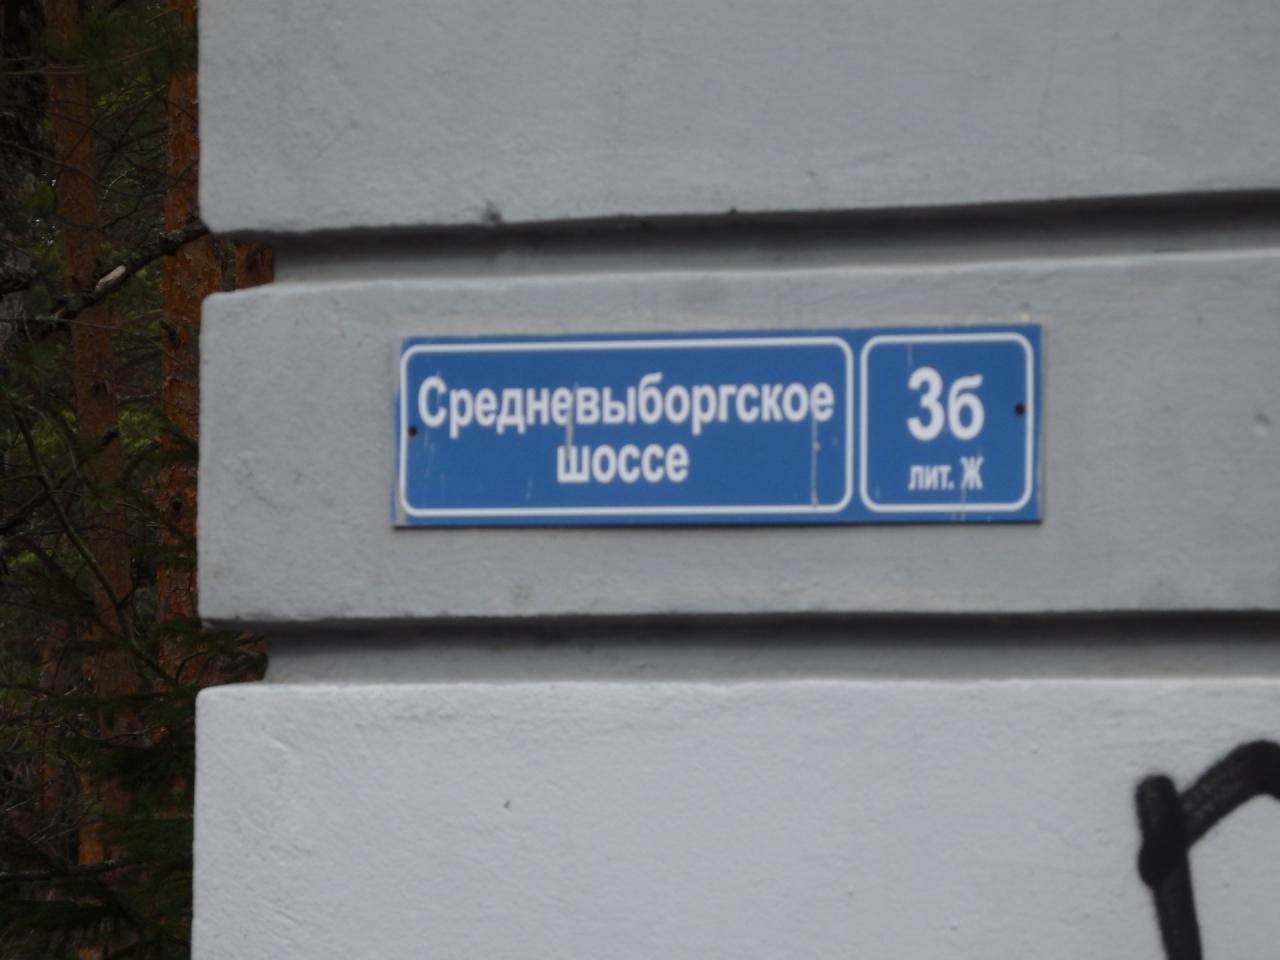 Средневыборгское
шоссе
3б
лит. Ж